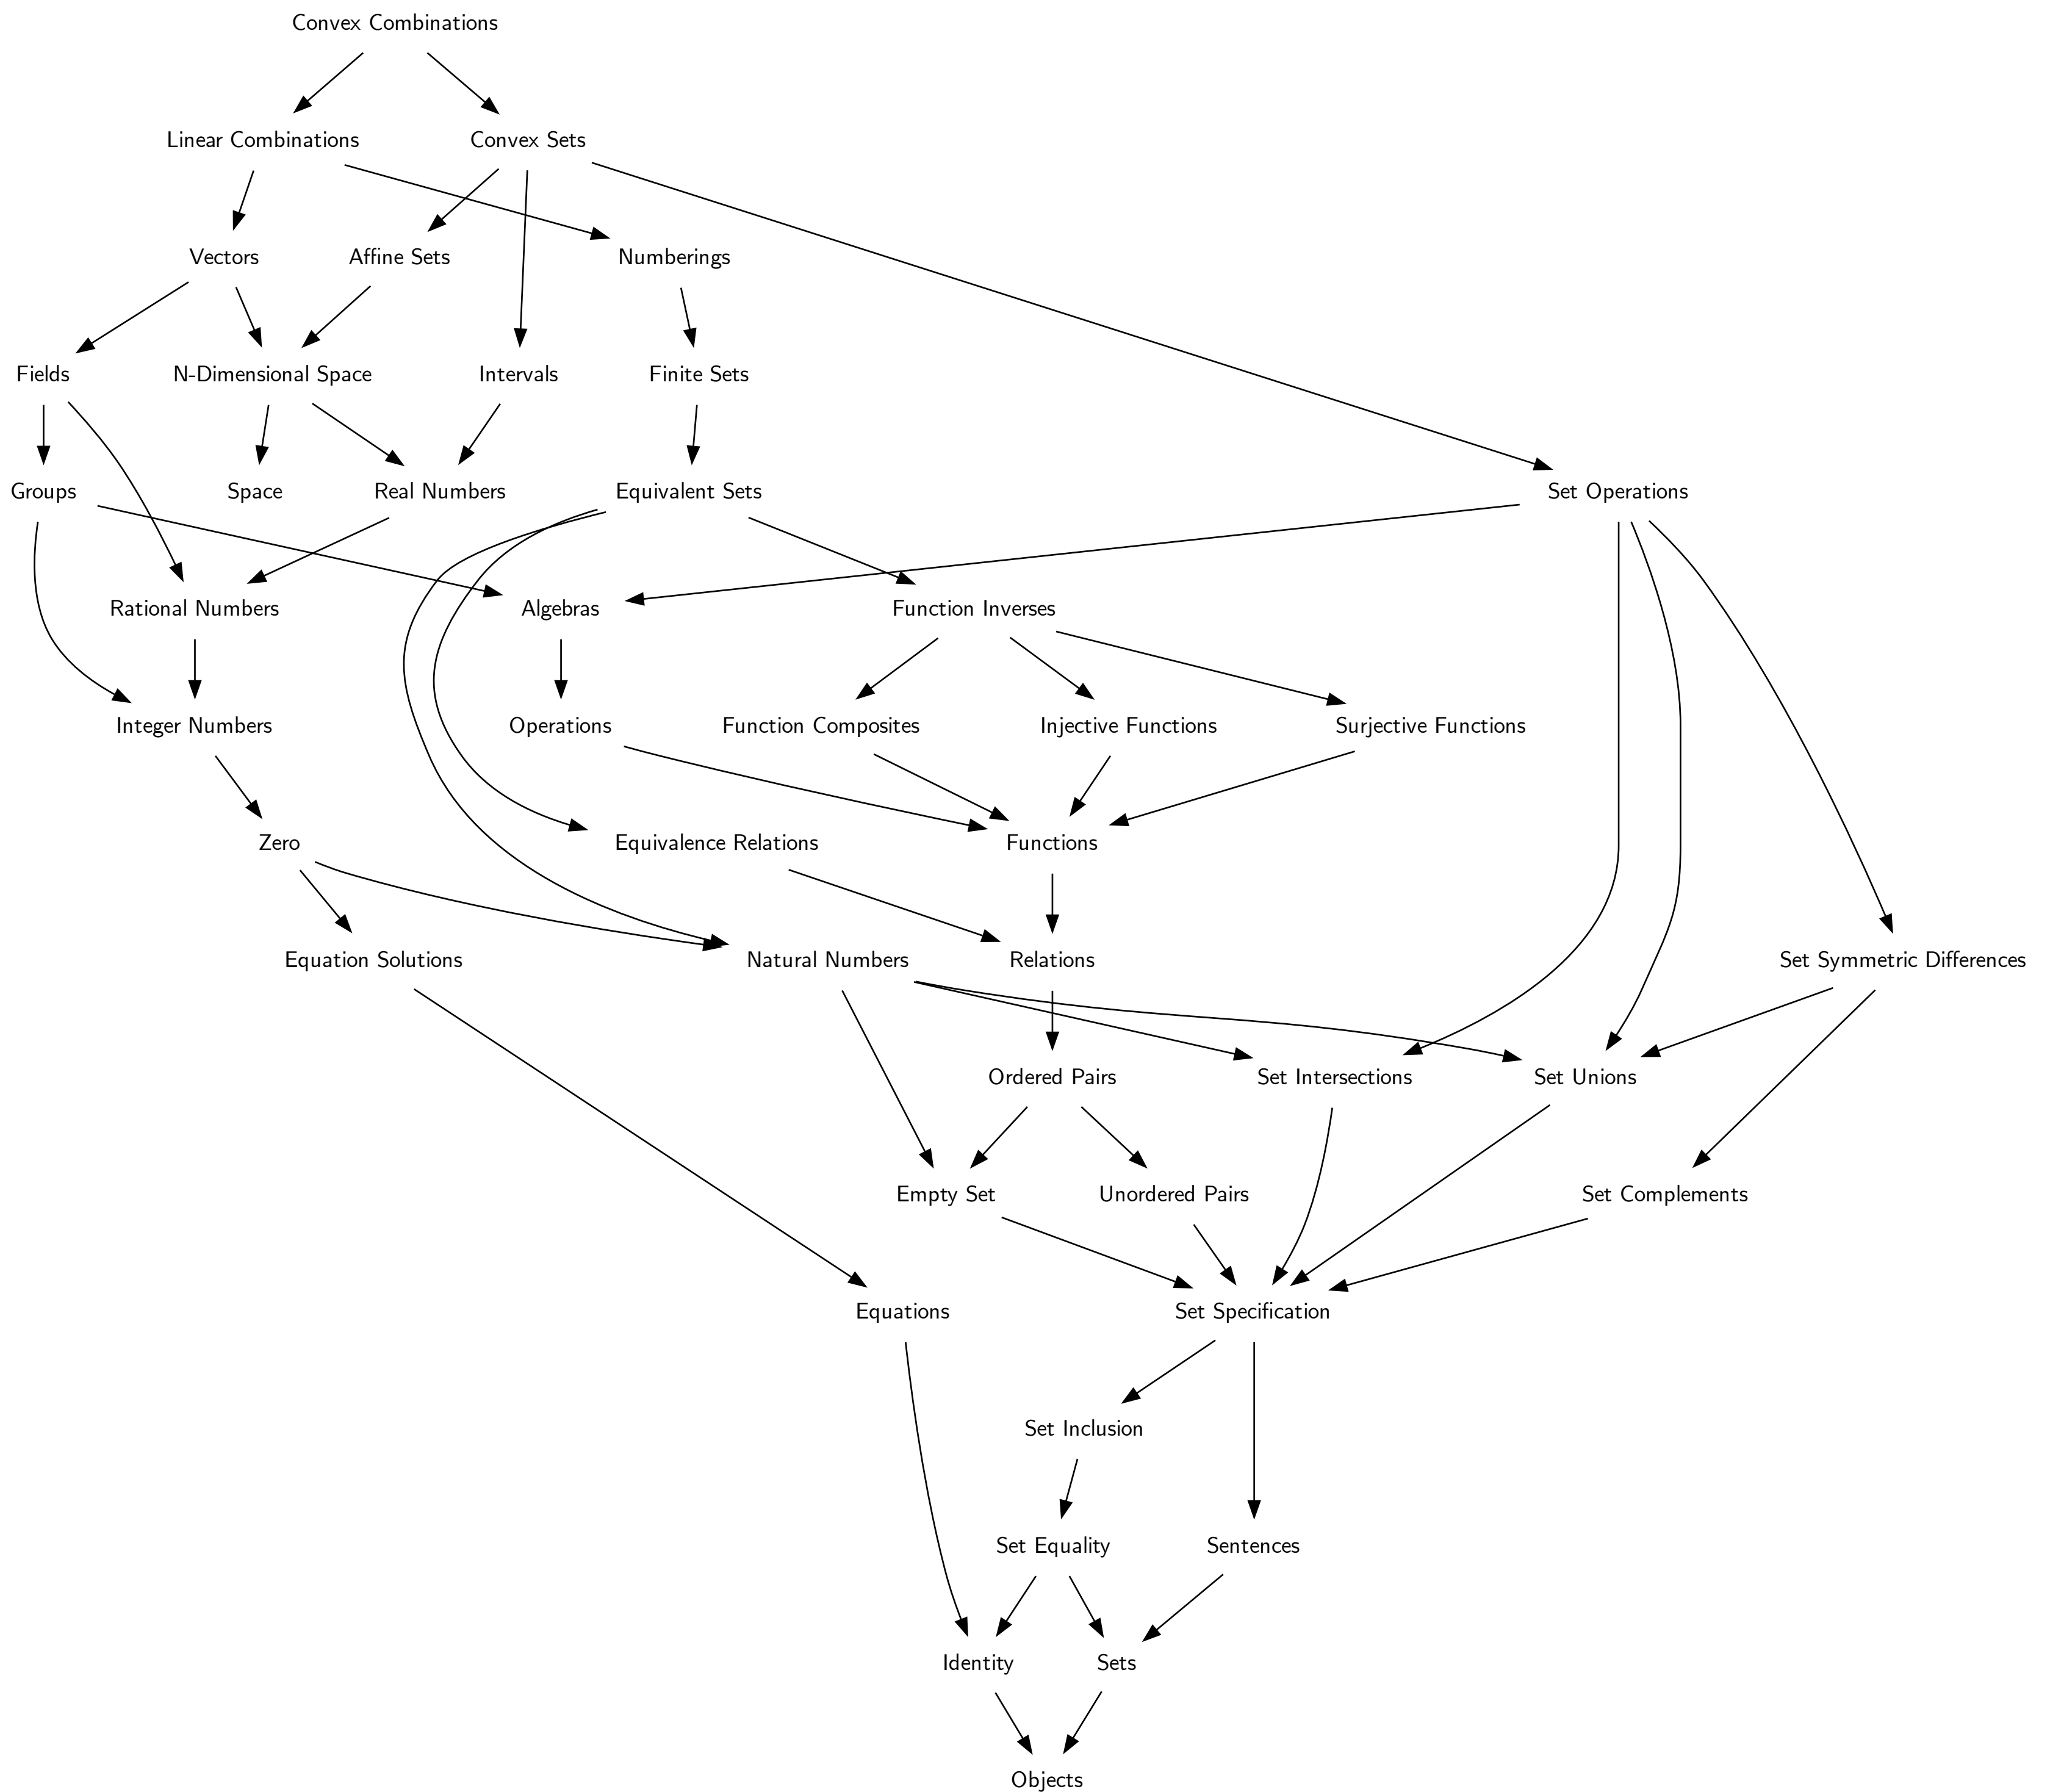 Convex Combinations
Linear Combinations
Convex Sets
Vectors
Affine Sets
Numberings
Fields
N-Dimensional Space
Intervals
Finite Sets
Groups
Space
Real Numbers
Equivalent Sets
Set Operations
Rational Numbers
Algebras
Function Inverses
Integer Numbers
Operations
Function Composites
Injective Functions
Surjective Functions
Zero
Equivalence Relations
Functions
Equation Solutions
Natural Numbers
Relations
Set Symmetric Differences
Ordered Pairs
Set Intersections
Set Unions
Empty Set
Unordered Pairs
Set Complements
Equations
Set Specification
Set Inclusion
Set Equality
Sentences
Identity
Sets
Objects